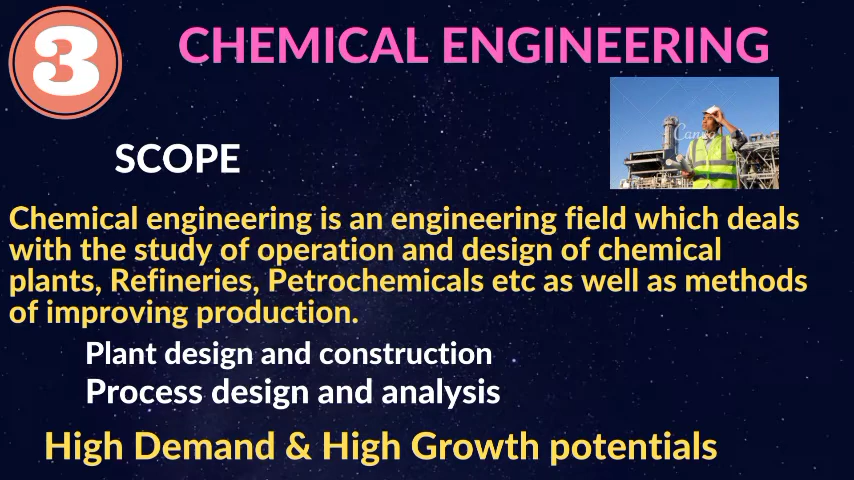 3
CHEMICAL ENGINEERING
Canva
SCOPE
Chemical engineering is an engineering field which deals
with the study of operation and design of chemical
plants, Refineries, Petrochemicals etc as well as methods
of improving production.
Plant design and construction
Process design and analysis
High Demand & High Growth potentials